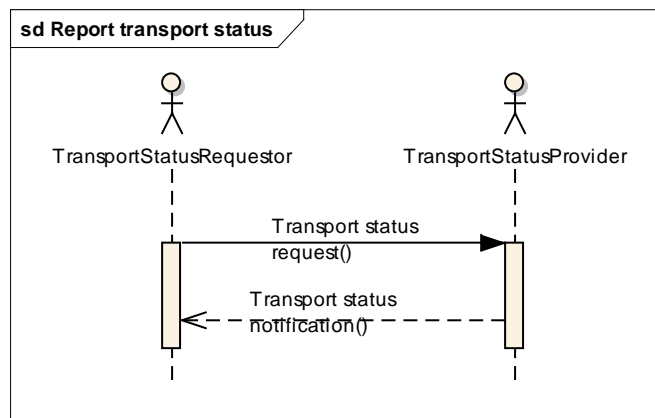 sd Report transport status
TransportStatusRequestor
TransportStatusProvider
Transport status
request()
Transport status
notification()